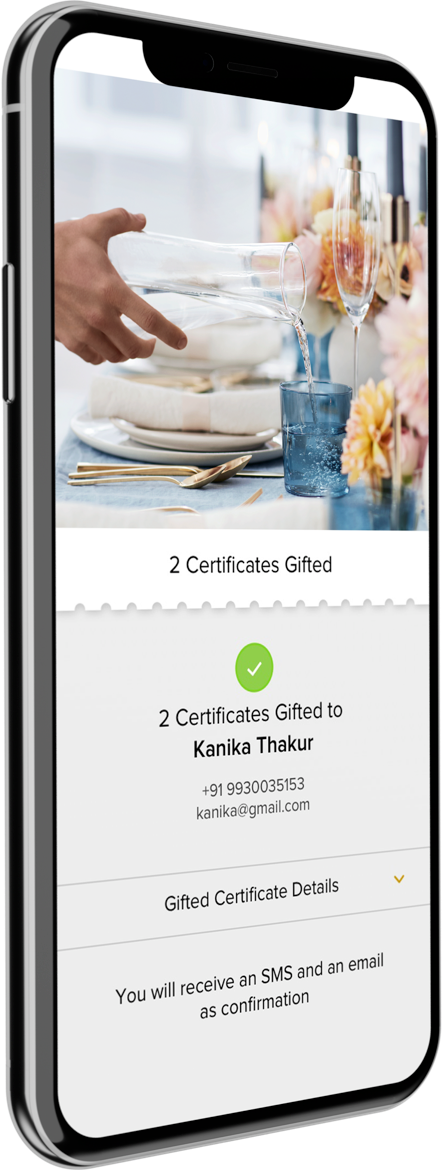 2 Certificates Gifted
2 Certificates Gifted to
Kanika Thakur
+91 9930035153
kanika@gmail.com
Gifted Certificate Details
You will receive an SMS and an email
as confirmation